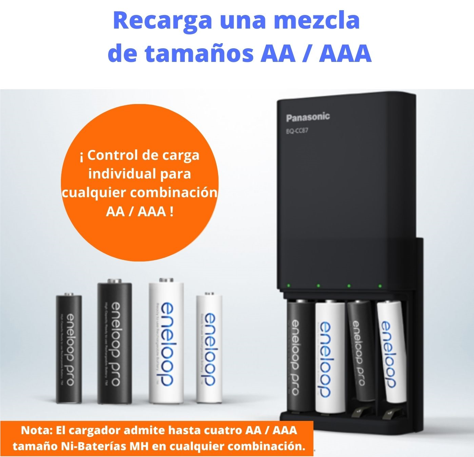 Recarga una mezcla
de tamaños AA / AAA
Panasonic
BQ-CC87
¡ Control de carga
individual para
cualquier combinación
AA / AAA !
eneloop pro
eneloop pro
eneloop
eneloop
eneloop pro
eneloop
eneloop pro
eneloop
Nota: El cargador admite hasta cuatro AA / AAA
tamaño Ni-Baterías MH en cualquier combinación.